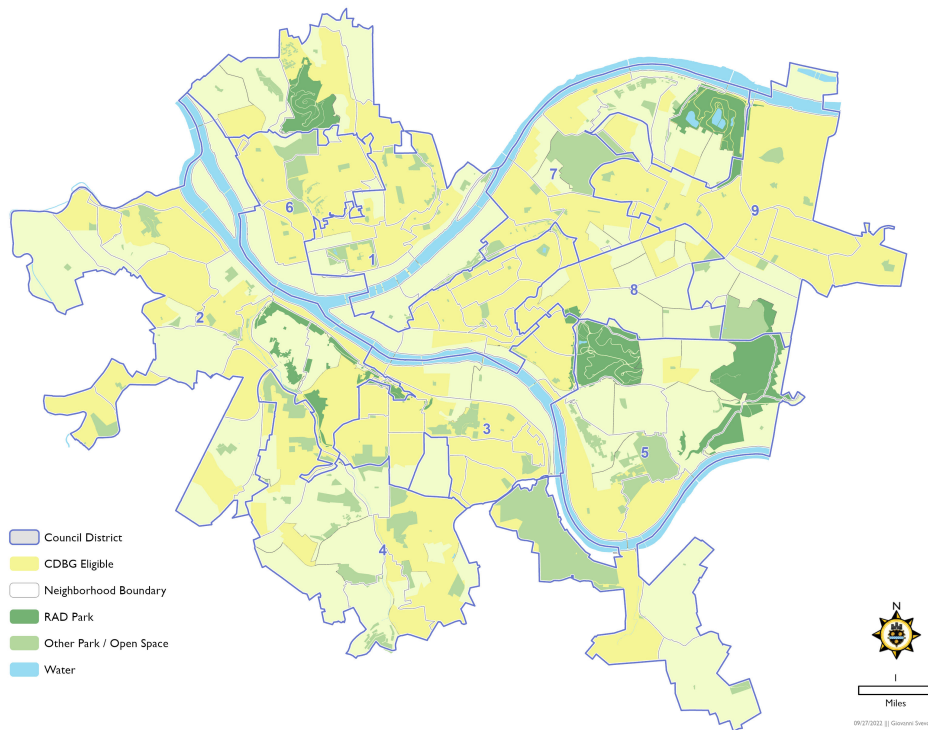 7
9
6
1
8
2
3
5
4
Council District
CDBG Eligible
Neighborhood Boundary
RAD Park
Other Park / Open Space
Water
N
1
Miles
09/27/2022 || Giovanni